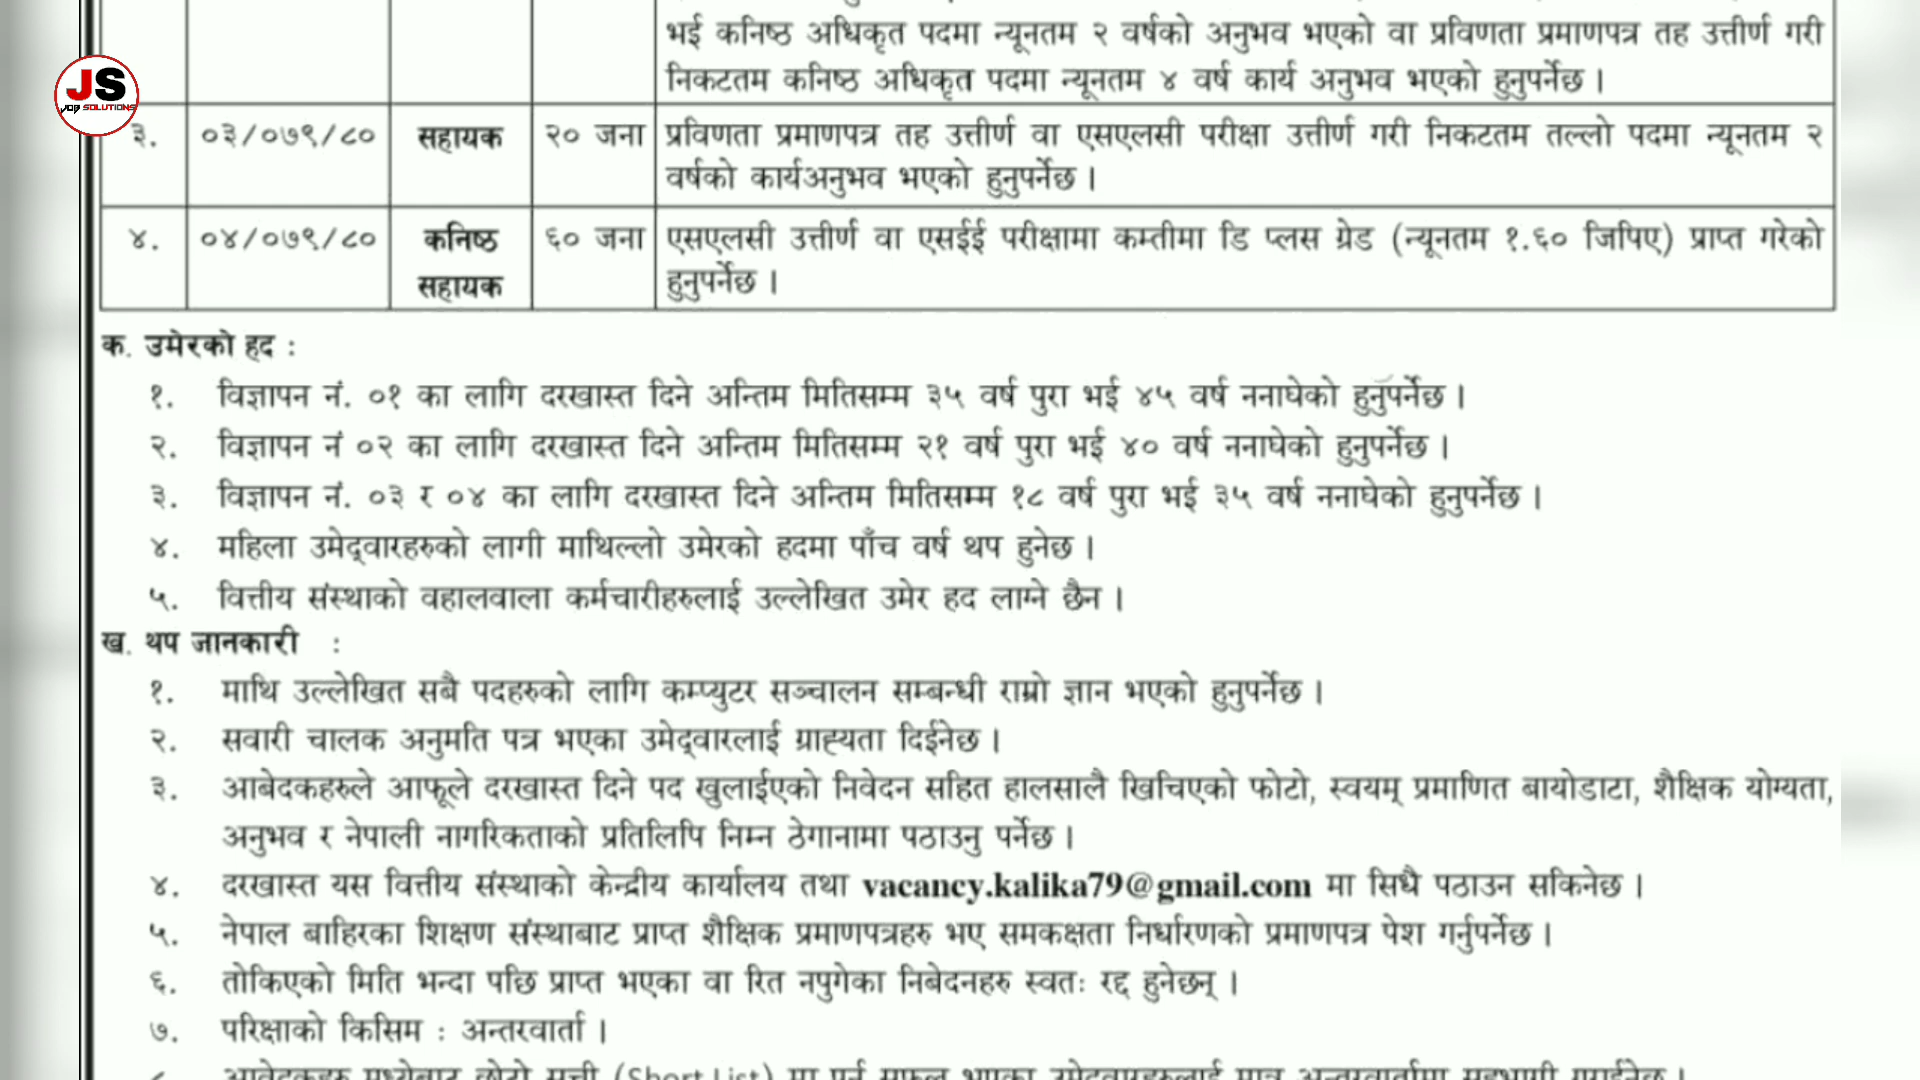 भई कनिष्ठ अधिकृत पदमा न्यूनतम २ वर्षको अनुभव भएको वा प्रविणता प्रमाणपत्र तह उत्तीर्ण गरी
निकटतम कनिष्ठ अधिकृत पदमा न्यूनतम ४ वर्ष कार्य अनुभव भएको हुनुपर्नेछ ।
JS
JOB SOLUTIONS
३. ०३/०७९/८० सहायक २० जना प्रविणता प्रमाणपत्र तह उत्तीर्ण वा एसएलसी परीक्षा उत्तीर्ण गरी निकटतम तल्लो पदमा न्यूनतम २
वर्षको कार्यअनुभव भएको हुनुपर्नेछ ।
४. ०४/०७९/८० कनिष्ठ ६० जना एसएलसी उत्तीर्ण वा एसईई परीक्षामा कम्तीमा डि प्लस ग्रेड (न्यूनतम १.६० जिपिए) प्राप्त गरेको
सहायक हुनुपर्नेछ ।
क. उमेरको हद :
१. विज्ञापन नं. ०१ का लागि दरखास्त दिने अन्तिम मितिसम्म ३५ वर्ष पुरा भई ४५ वर्ष ननाघेको हुनुपर्नेछ ।
२. विज्ञापन नं ०२ का लागि दरखास्त दिने अन्तिम मितिसम्म २१ वर्ष पुरा भई ४० वर्ष ननाघेको हुनुपर्नेछ ।
३. विज्ञापन नं. ०३ र ०४ का लागि दरखास्त दिने अन्तिम मितिसम्म १८ वर्ष पुरा भई ३५ वर्ष ननाघेको हुनुपर्नेछ ।
४. महिला उमेद्वारहरुको लागी माथिल्लो उमेरको हदमा पाँच वर्ष थप हुनेछ ।
५. वित्तीय संस्थाको वहालवाला कर्मचारीहरुलाई उल्लेखित उमेर हद लाग्ने छैन ।
ख. थप जानकारी :
१. माथि उल्लेखित सबै पदहरुको लागि कम्प्युटर सञ्चालन सम्बन्धी राम्रो ज्ञान भएको हुनुपर्नेछ ।
२. सवारी चालक अनुमति पत्र भएका उमेद्वारलाई ग्राह्यता दिईनेछ ।
३. आबेदकहरुले आफूले दरखास्त दिने पद खुलाईएको निवेदन सहित हालसालै खिचिएको फोटो, स्वयम् प्रमाणित बायोडाटा, शैक्षिक योग्यता,
अनुभव र नेपाली नागरिकताको प्रतिलिपि निम्न ठेगानामा पठाउनु पर्नेछ ।
४. दरखास्त यस वित्तीय संस्थाको केन्द्रीय कार्यालय तथा vacancy.kalika79@gmail.com मा सिधै पठाउन सकिनेछ ।
५. नेपाल बाहिरका शिक्षण संस्थाबाट प्राप्त शैक्षिक प्रमाणपत्रहरु भए समकक्षता निर्धारणको प्रमाणपत्र पेश गर्नुपर्नेछ ।
६. तोकिएको मिति भन्दा पछि प्राप्त भएका वा रित नपुगेका निबेदनहरु स्वतः रद्द हुनेछन् ।
७. परिक्षाको किसिम : अन्तरवार्ता ।